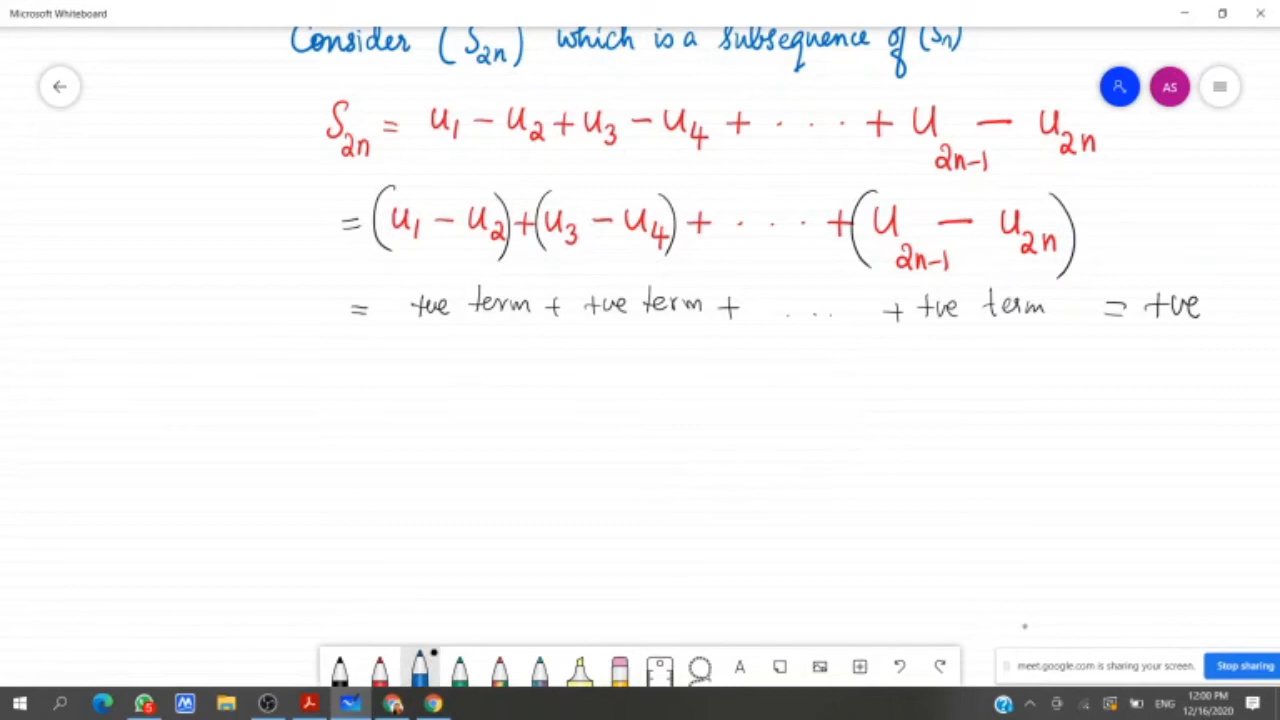 Microsoft Whiteboard
Consider (S2n) which is a subsequence of (Sn)
AS
S2n = u1 - u2 + u3 - u4 + ... + u2n-1 - u2n
= (u1 - u2) + (u3 - u4) + ... + (u2n-1 - u2n)
= +ve term + +ve term + ... + +ve term = +ve
A
meet.google.com is sharing your screen.
Stop sharing
5
ENG
12:00 PM
12/16/2020